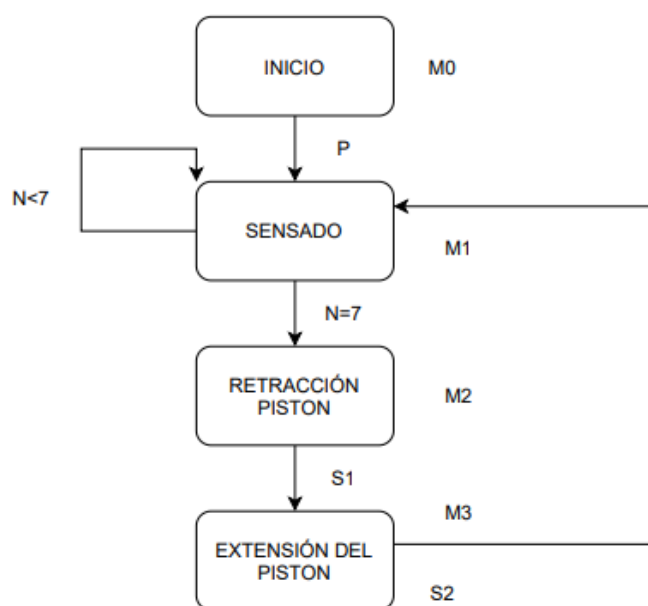 INICIO
M0
P
N<7
SENSADO
M1
N=7
RETRACCIÓN
PISTON
M2
S1
M3
EXTENSIÓN DEL
PISTON
S2